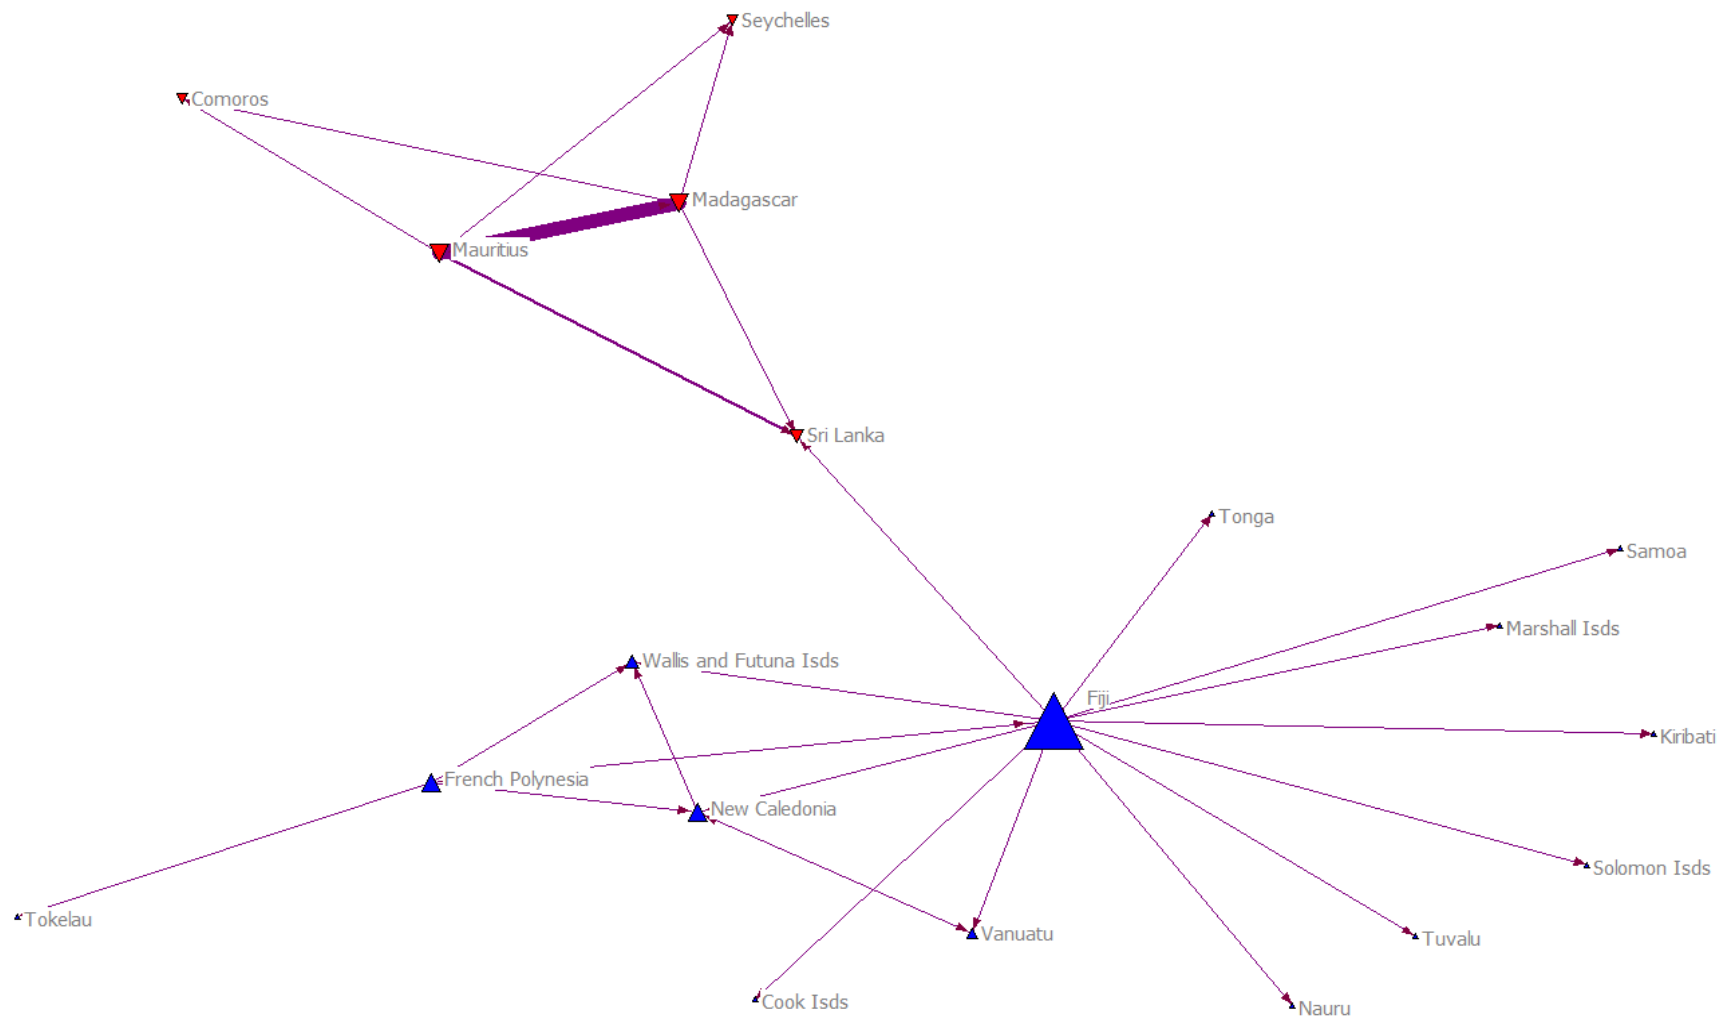 Seychelles
Comoros
Madagascar
Mauritius
Sri Lanka
Tonga
Samoa
Marshall Isds
Wallis and Futuna Isds
Fiji
Kiribati
French Polynesia
New Caledonia
Solomon Isds
Tokelau
Vanuatu
Tuvalu
Cook Isds
Nauru